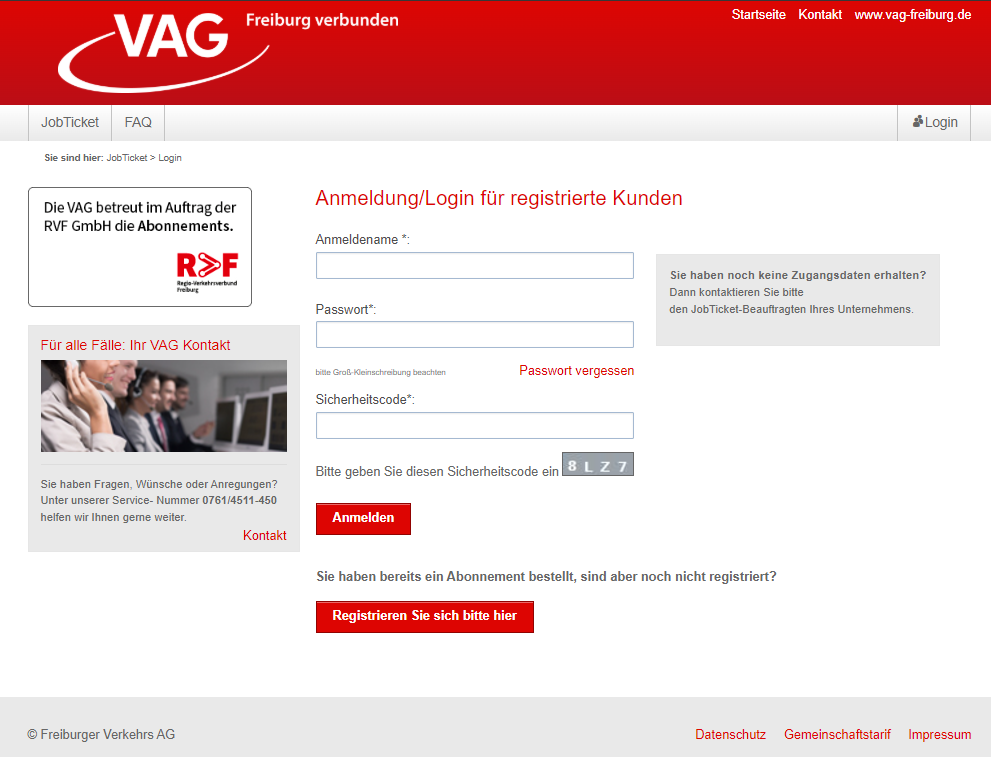 VAG
Freiburg verbunden
Startseite Kontakt www.vag-freiburg.de
JobTicket FAQ Login
Sie sind hier: JobTicket > Login
Die VAG betreut im Auftrag der
RVF GmbH die Abonnements.
RVF
Regio-Verkehrsverbund
Freiburg
Für alle Fälle: Ihr VAG Kontakt
Sie haben Fragen, Wünsche oder Anregungen?
Unter unserer Service- Nummer 0761/4511-450
helfen wir Ihnen gerne weiter.
Kontakt
Anmeldung/Login für registrierte Kunden
Anmeldename *:
Passwort*:
bitte Groß-Kleinschreibung beachten
Passwort vergessen
Sicherheitscode*:
Bitte geben Sie diesen Sicherheitscode ein 8LZ7
Anmelden
Sie haben bereits ein Abonnement bestellt, sind aber noch nicht registriert?
Registrieren Sie sich bitte hier
Sie haben noch keine Zugangsdaten erhalten?
Dann kontaktieren Sie bitte
den JobTicket-Beauftragten Ihres Unternehmens.
© Freiburger Verkehrs AG
Datenschutz Gemeinschaftstarif Impressum